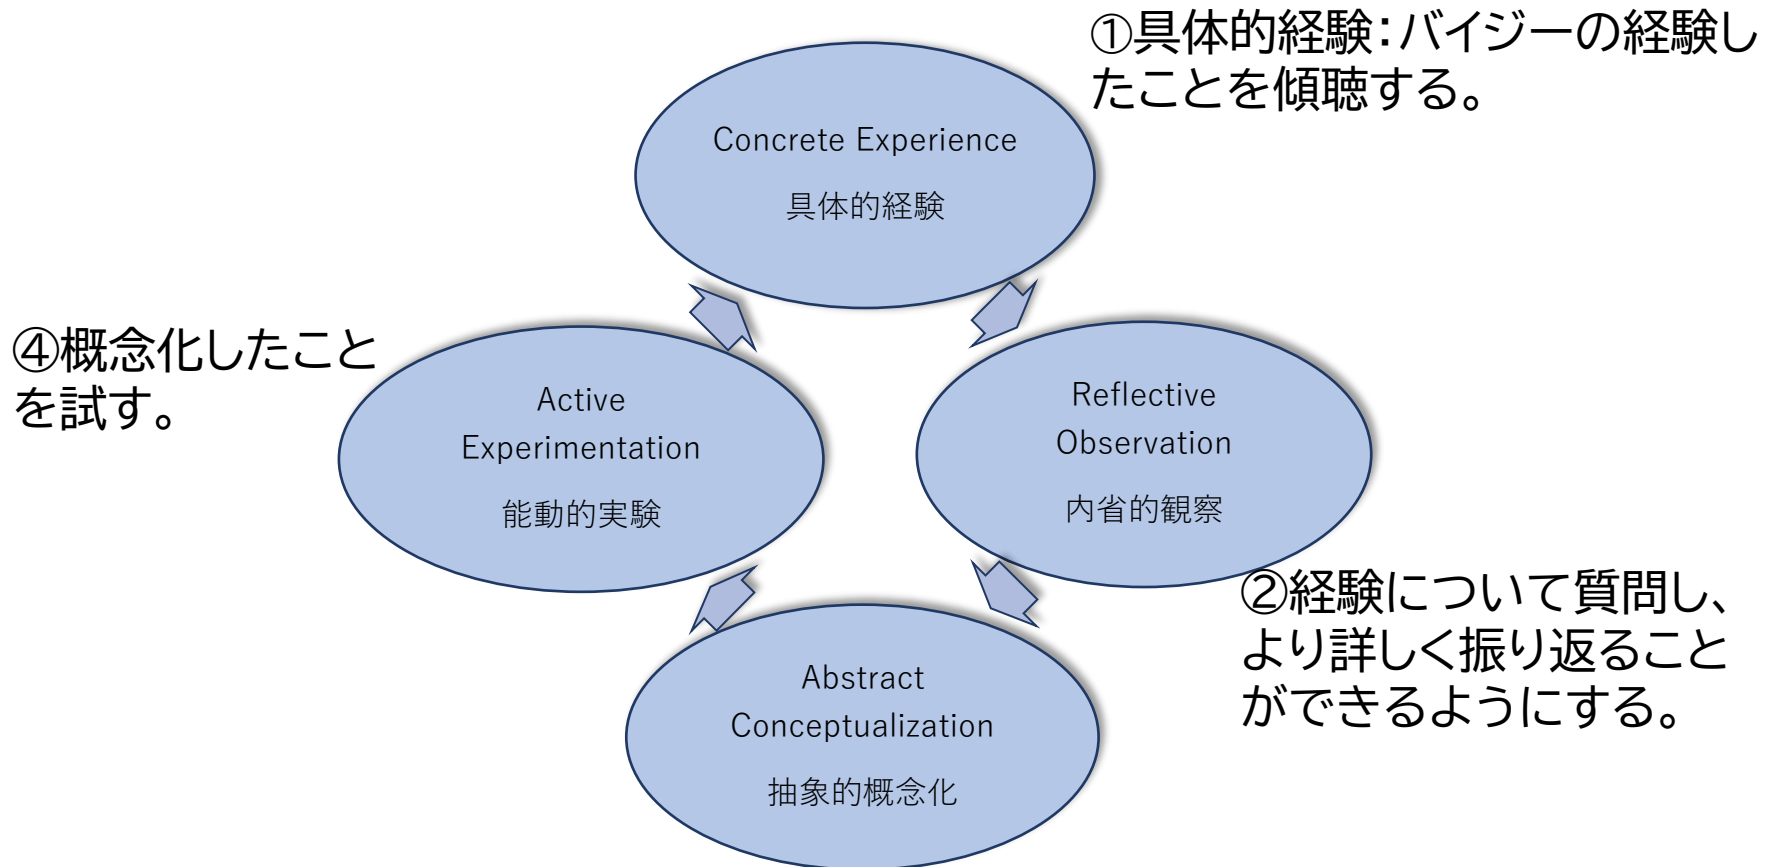 ①具体的経験：バイジーの経験し
たことを傾聴する。
Concrete Experience
具体的経験
④概念化したこと
を試す。
Active
Experimentation
能動的実験
Reflective
Observation
内省的観察
②経験について質問し、
より詳しく振り返ること
ができるようにする。
Abstract
Conceptualization
抽象的概念化